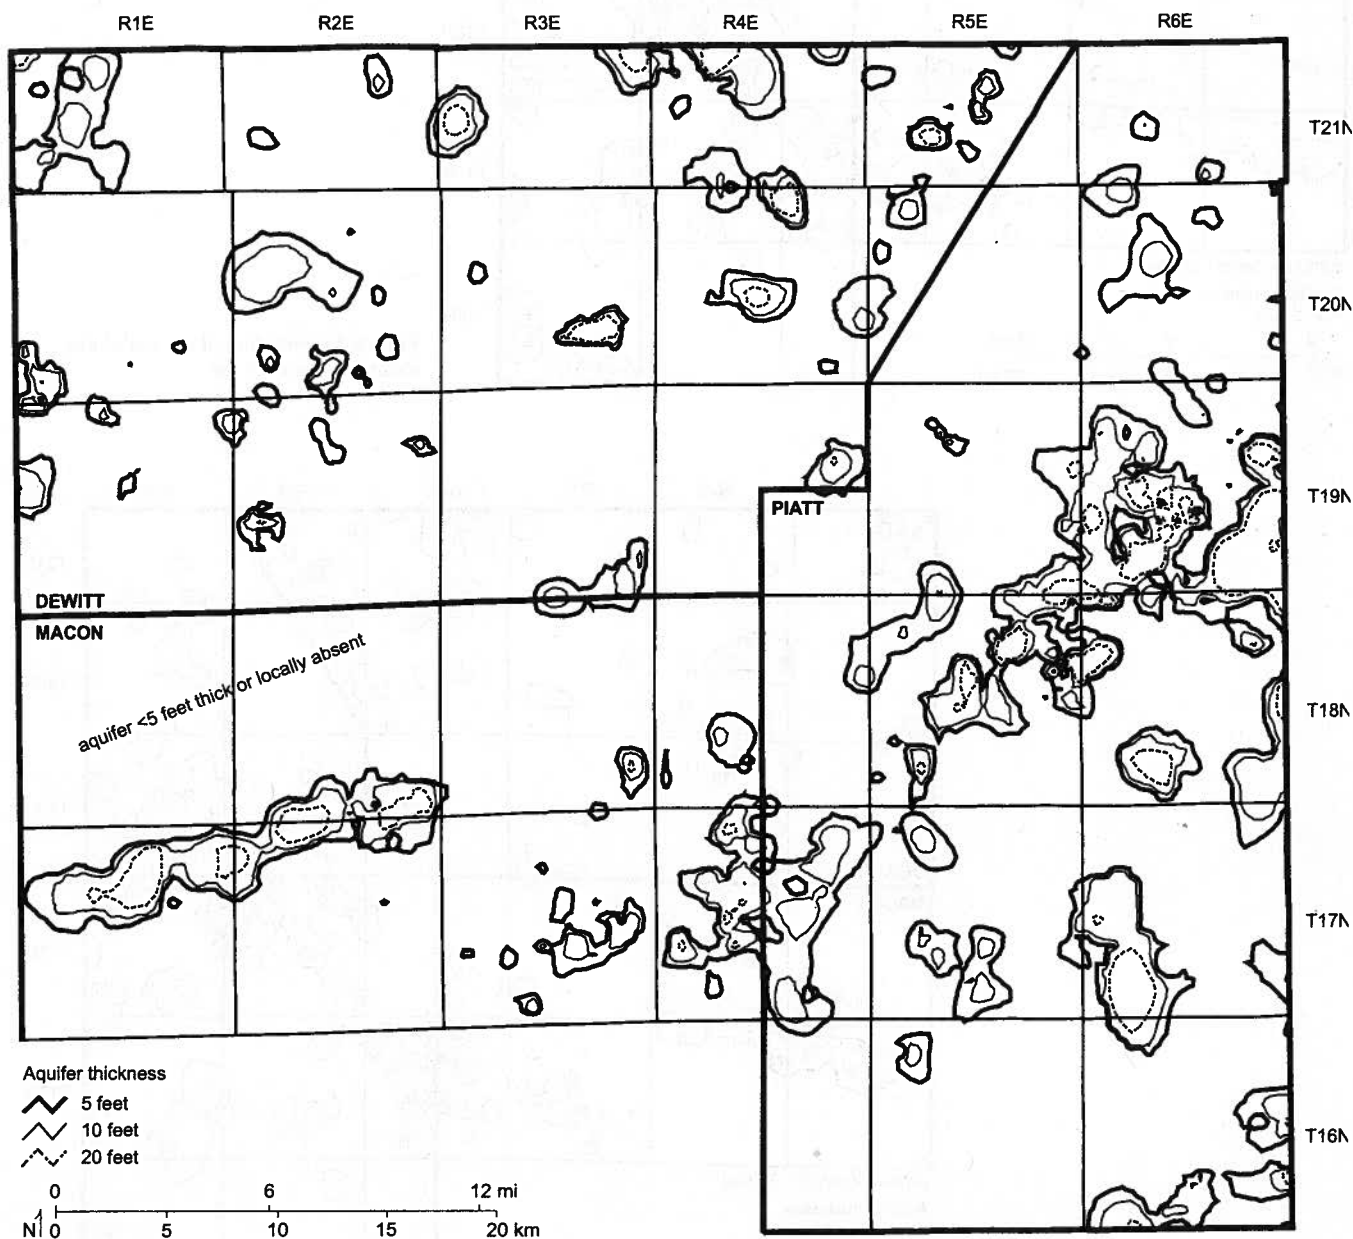 R1E R2E R3E R4E R5E R6E
T21N
T20N
T19N
PIATT
DEWITT
MACON
aquifer <5 feet thick or locally absent
T18N
T17N
Aquifer thickness
5 feet
10 feet
20 feet
T16N
0 6 12 mi
N 0 5 10 15 20 km